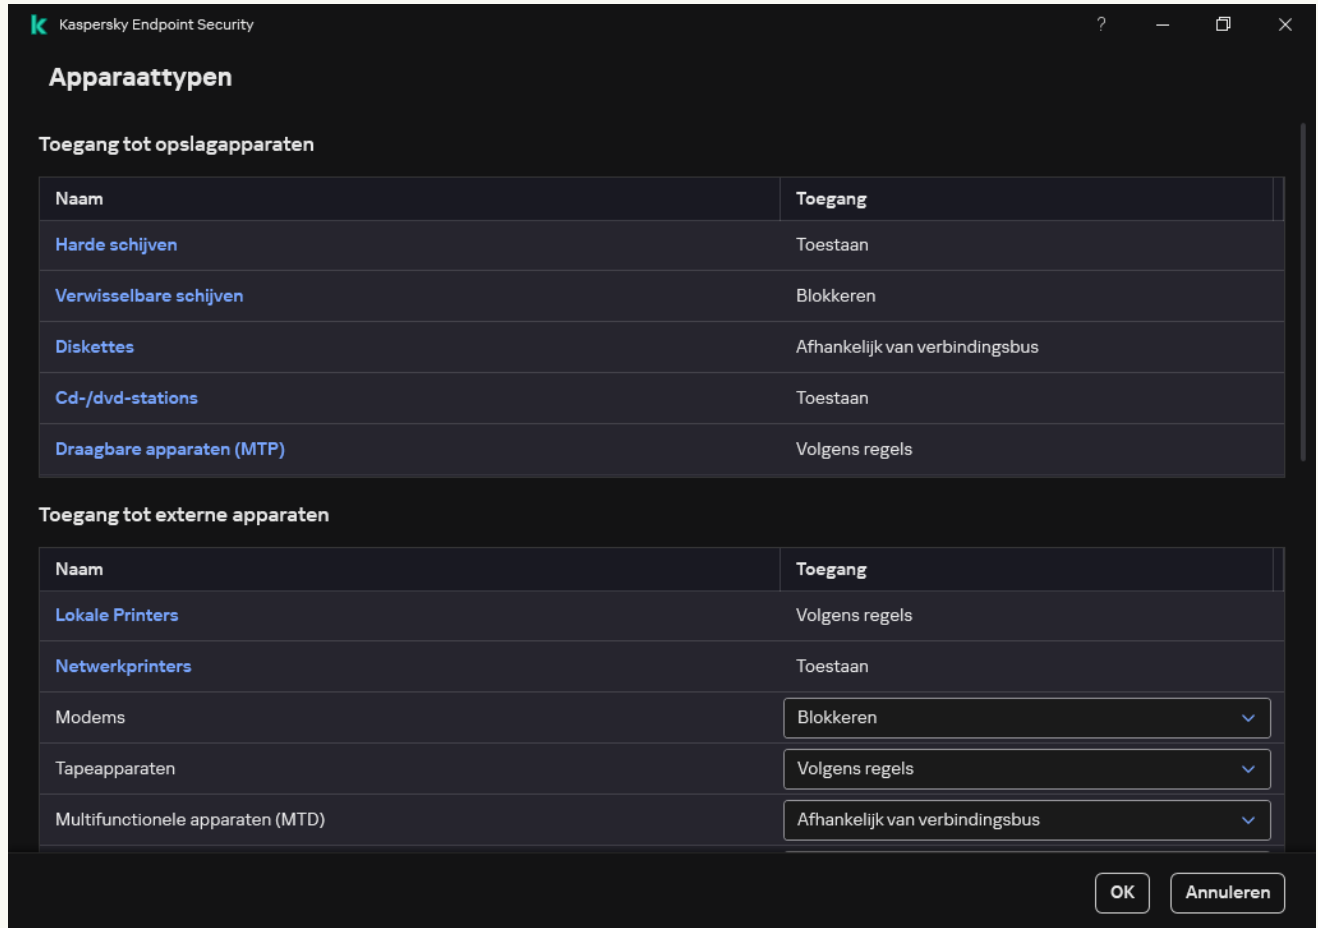 Kaspersky Endpoint Security
Apparaattypen
Toegang tot opslagapparaten
Naam Toegang
Harde schijven Toestaan
Verwisselbare schijven Blokkeren
Diskettes Afhankelijk van verbindingsbus
Cd-/dvd-stations Toestaan
Draagbare apparaten (MTP) Volgens regels
Toegang tot externe apparaten
Naam Toegang
Lokale Printers Volgens regels
Netwerkprinters Toestaan
Modems Blokkeren
Tapeapparaten Volgens regels
Multifunctionele apparaten (MTD) Afhankelijk van verbindingsbus
OK Annuleren